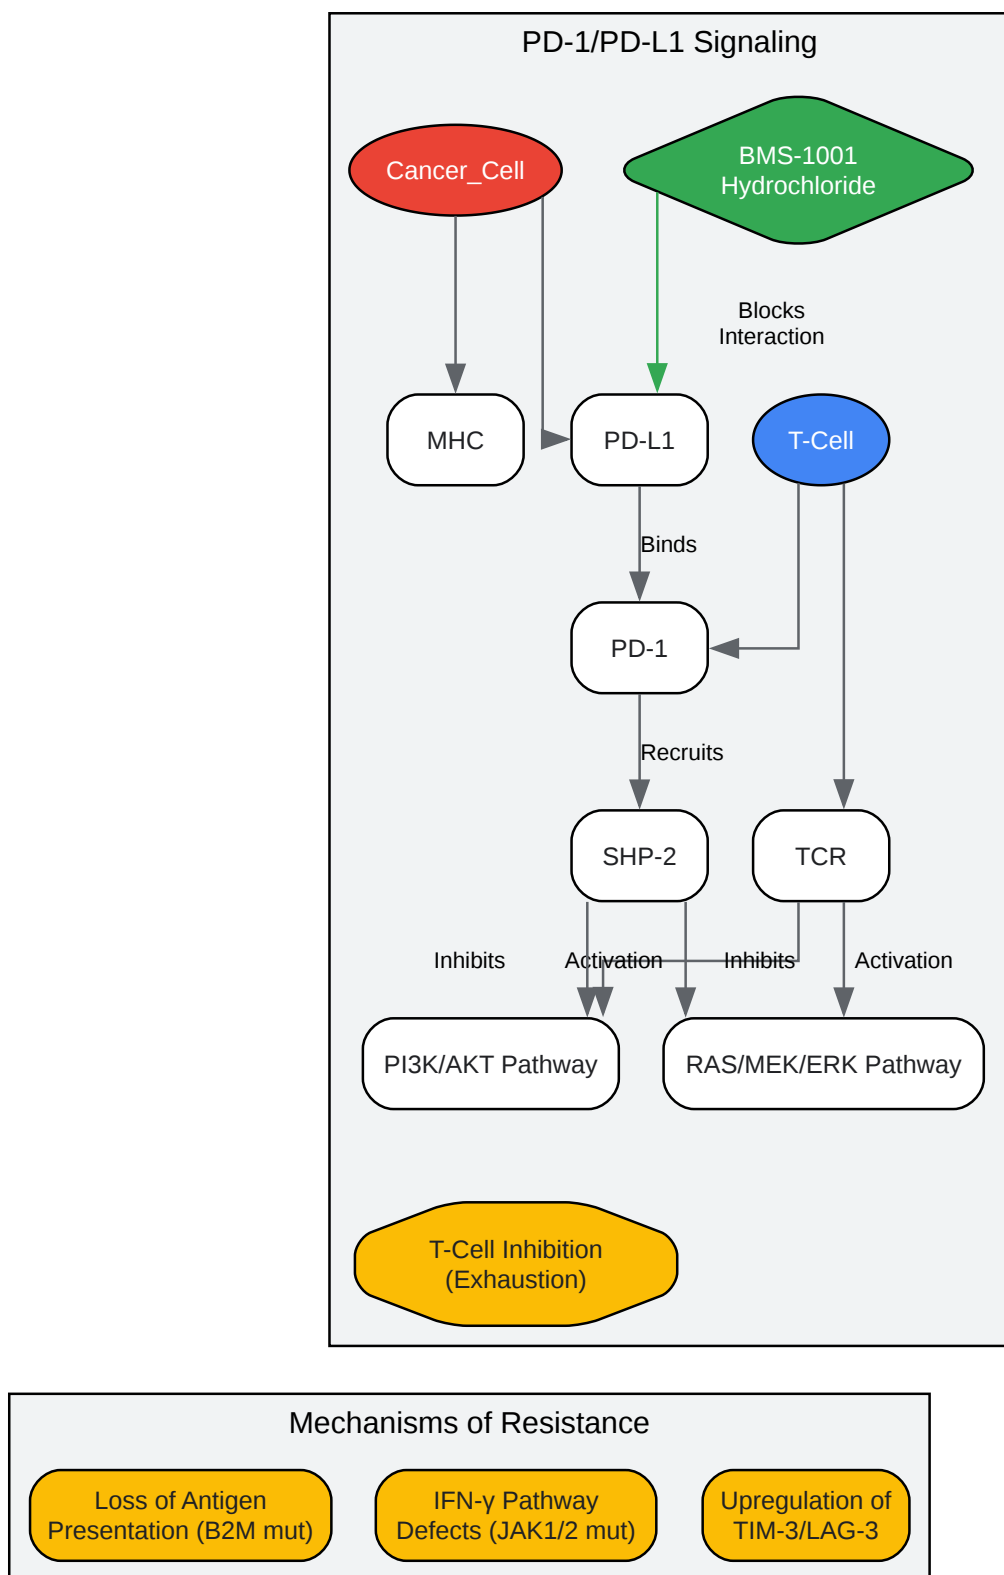 PD-1/PD-L1 Signaling
Cancer_Cell
BMS-1001
Hydrochloride
Blocks
Interaction
MHC
PD-L1
T-Cell
Binds
PD-1
Recruits
SHP-2
TCR
Inhibits
Activation
Inhibits
Activation
PI3K/AKT Pathway
RAS/MEK/ERK Pathway
T-Cell Inhibition
(Exhaustion)
Mechanisms of Resistance
Loss of Antigen
Presentation (B2M mut)
IFN-γ Pathway
Defects (JAK1/2 mut)
Upregulation of
TIM-3/LAG-3